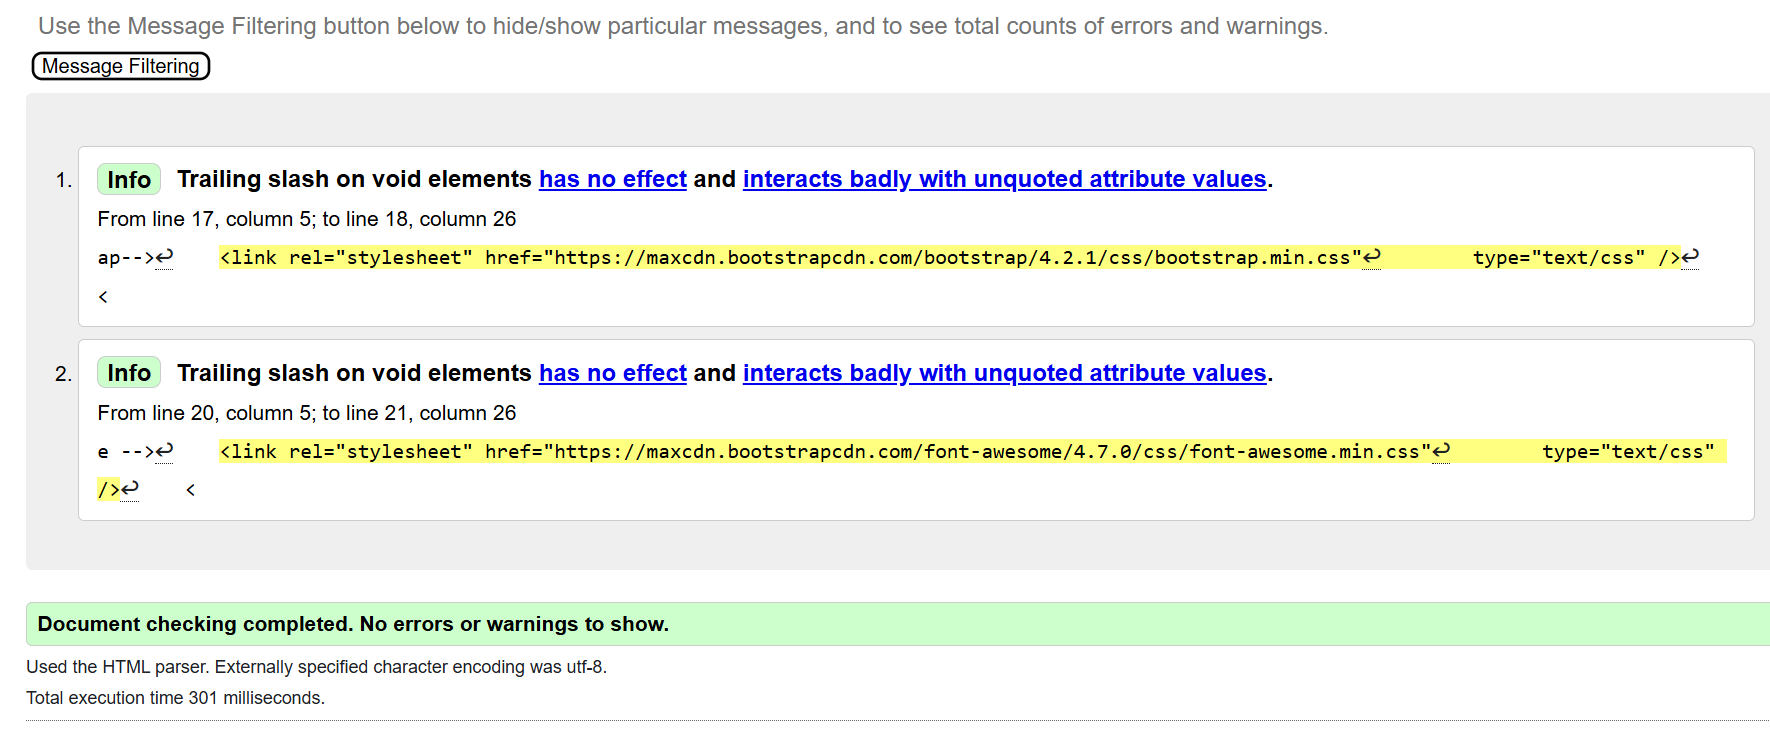 Use the Message Filtering button below to hide/show particular messages, and to see total counts of errors and warnings.
Message Filtering
1. Info Trailing slash on void elements has no effect and interacts badly with unquoted attribute values.
From line 17, column 5; to line 18, column 26
ap-->↩    <link rel="stylesheet" href="https://maxcdn.bootstrapcdn.com/bootstrap/4.2.1/css/bootstrap.min.css"↩        type="text/css" />↩
<
2. Info Trailing slash on void elements has no effect and interacts badly with unquoted attribute values.
From line 20, column 5; to line 21, column 26
e -->↩    <link rel="stylesheet" href="https://maxcdn.bootstrapcdn.com/font-awesome/4.7.0/css/font-awesome.min.css"↩        type="text/css"
/>↩    <
Document checking completed. No errors or warnings to show.
Used the HTML parser. Externally specified character encoding was utf-8.
Total execution time 301 milliseconds.